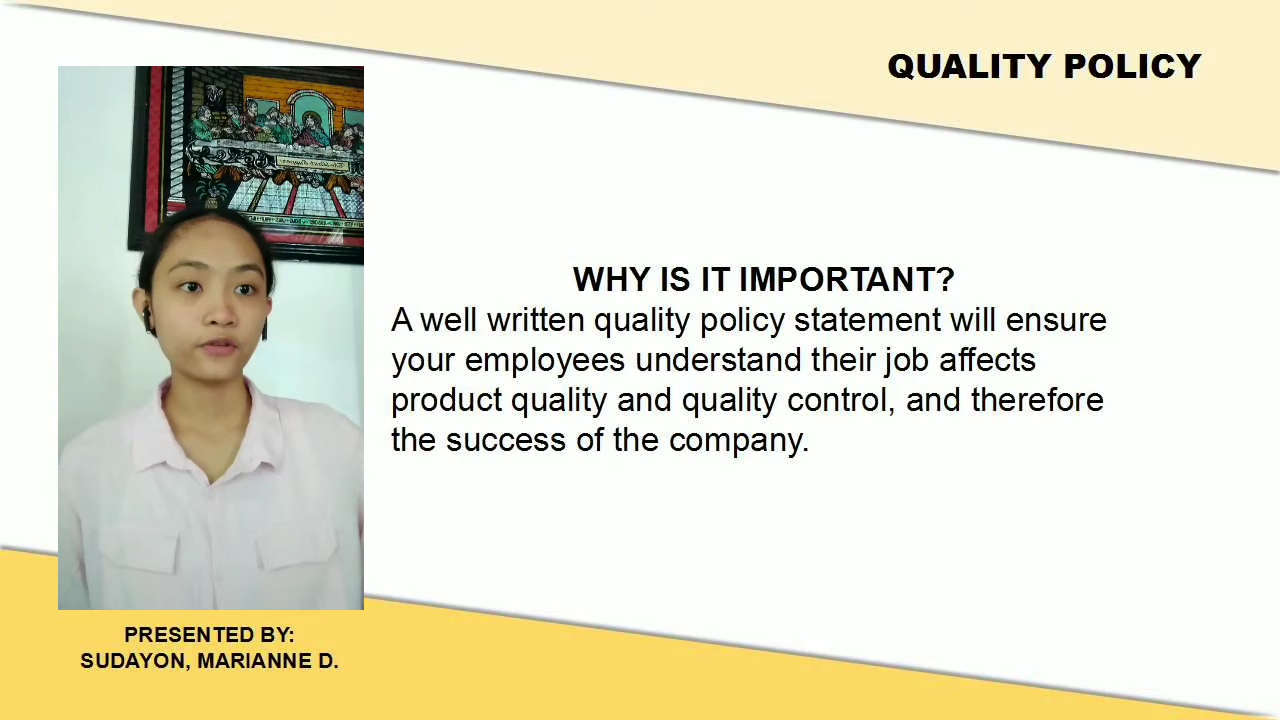 QUALITY POLICY
WHY IS IT IMPORTANT?
A well written quality policy statement will ensure
your employees understand their job affects
product quality and quality control, and therefore
the success of the company.
PRESENTED BY:
SUDAYON, MARIANNE D.